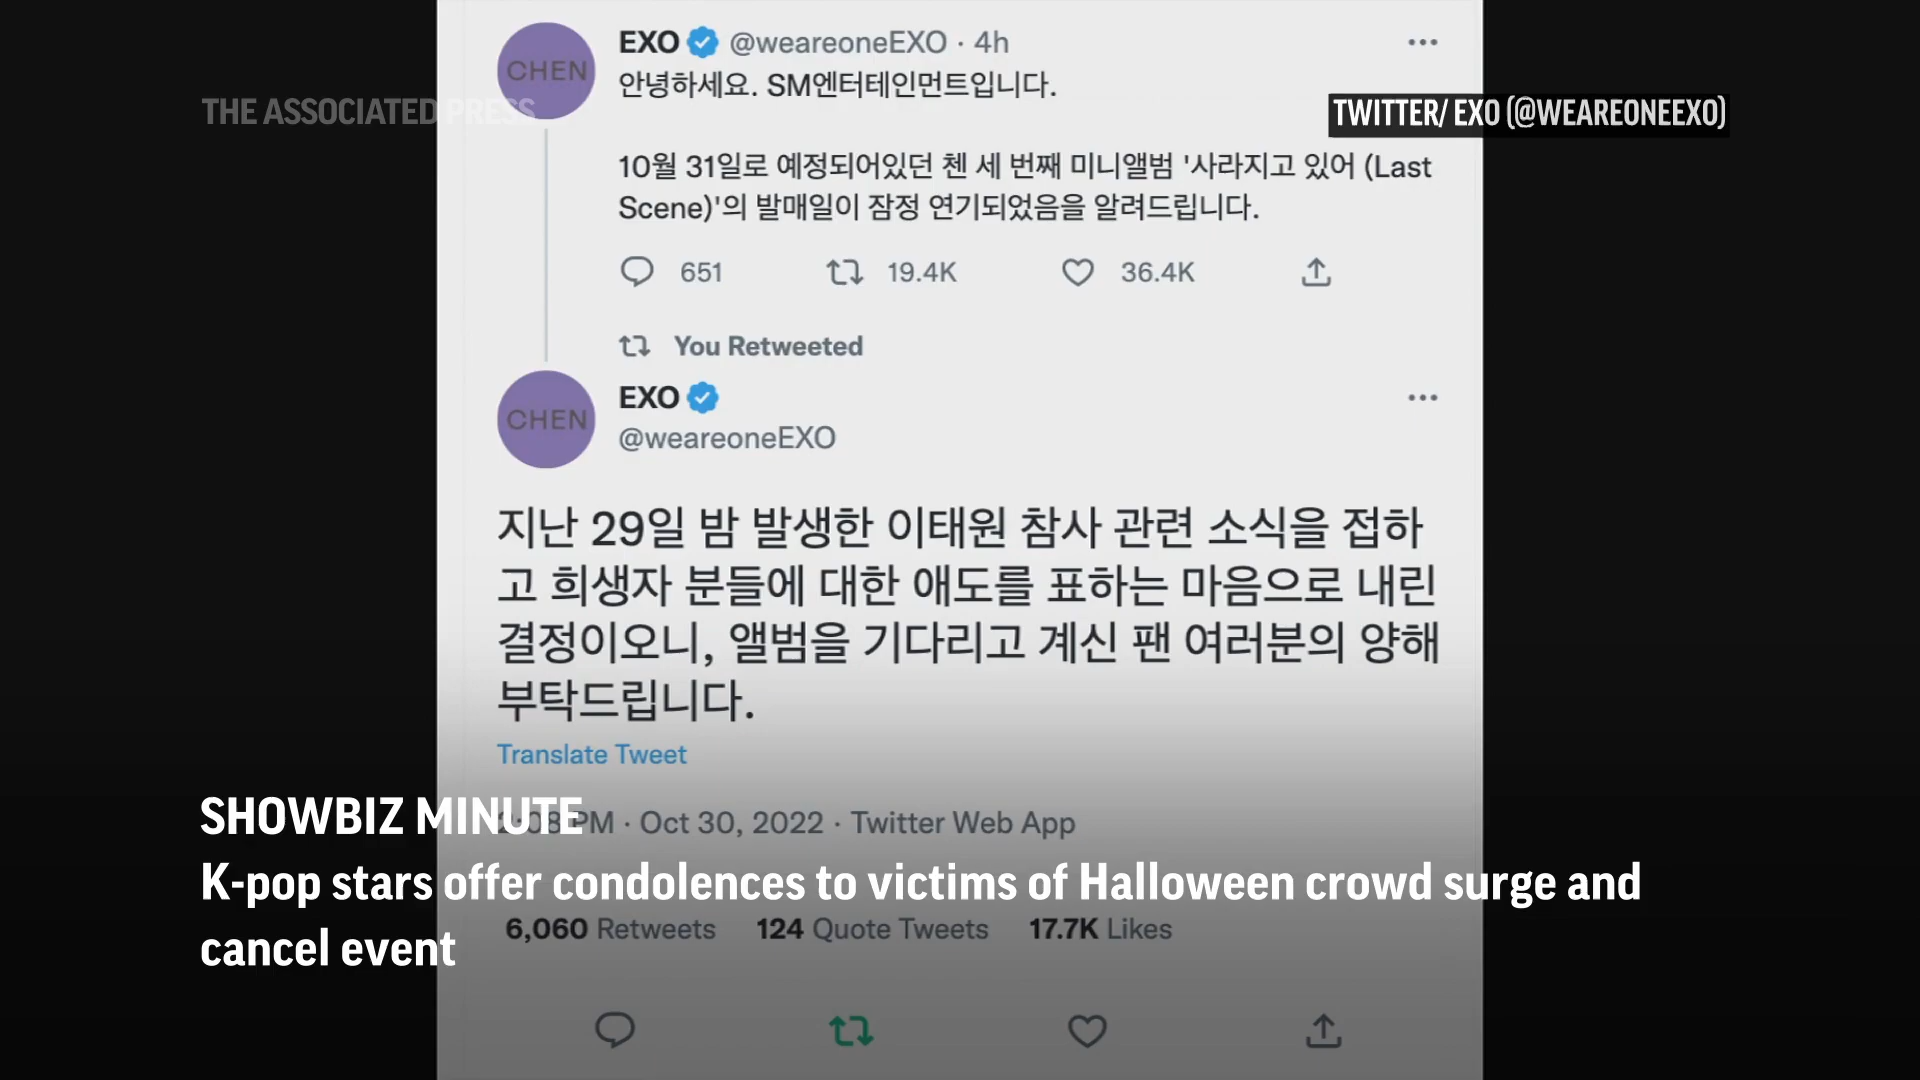 EXO @weareoneEXO · 4h
CHEN
안녕하세요. SM엔터테인먼트입니다.
THE ASSOCIATED PRESS
TWITTER/ EXO (@WEAREONEEXO)
10월 31일로 예정되어있던 첸 세 번째 미니앨범 '사라지고 있어 (Last
Scene)'의 발매일이 잠정 연기되었음을 알려드립니다.
651 19.4K 36.4K
You Retweeted
EXO
CHEN
@weareoneEXO
지난 29일 밤 발생한 이태원 참사 관련 소식을 접하
고 희생자 분들에 대한 애도를 표하는 마음으로 내린
결정이오니, 앨범을 기다리고 계신 팬 여러분의 양해
부탁드립니다.
Translate Tweet
SHOWBIZ MINUTE
2:08 PM · Oct 30, 2022 · Twitter Web App
K-pop stars offer condolences to victims of Halloween crowd surge and
cancel event
6,060 Retweets 124 Quote Tweets 17.7K Likes